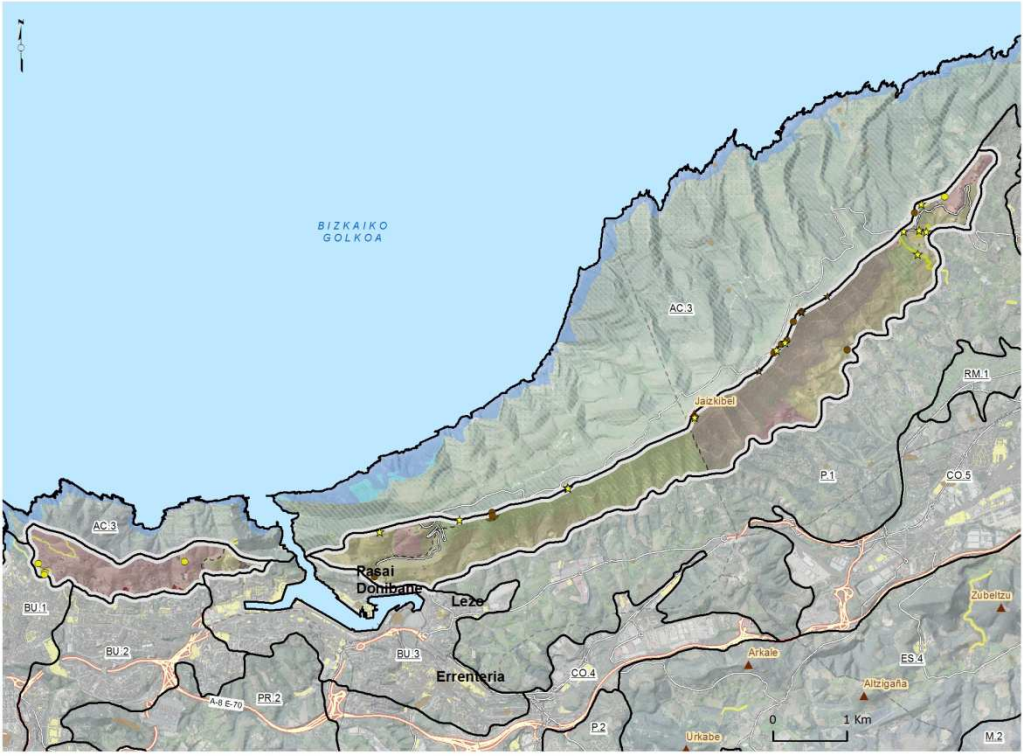 N
BIZKAIKO
GOLKOA
AC.3
RM.1
Jaizkibel
P.1
CO.5
AC.3
Pasai
Donibane
Lezo
BU.1
Zubeltzu
BU.2
BU.3
Arkale
ES.4
Errenteria
CO.4
Altzigaña
PR.2
A-8 E-70
0 1 Km
P.2
Urkabe
M.2